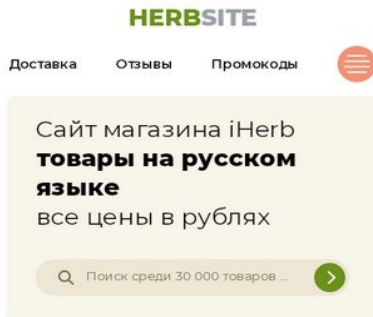 HERBSITE
Доставка Отзывы Промокоды
Сайт магазина iHerb
товары на русском
языке
все цены в рублях
Поиск среди 30 000 товаров ...